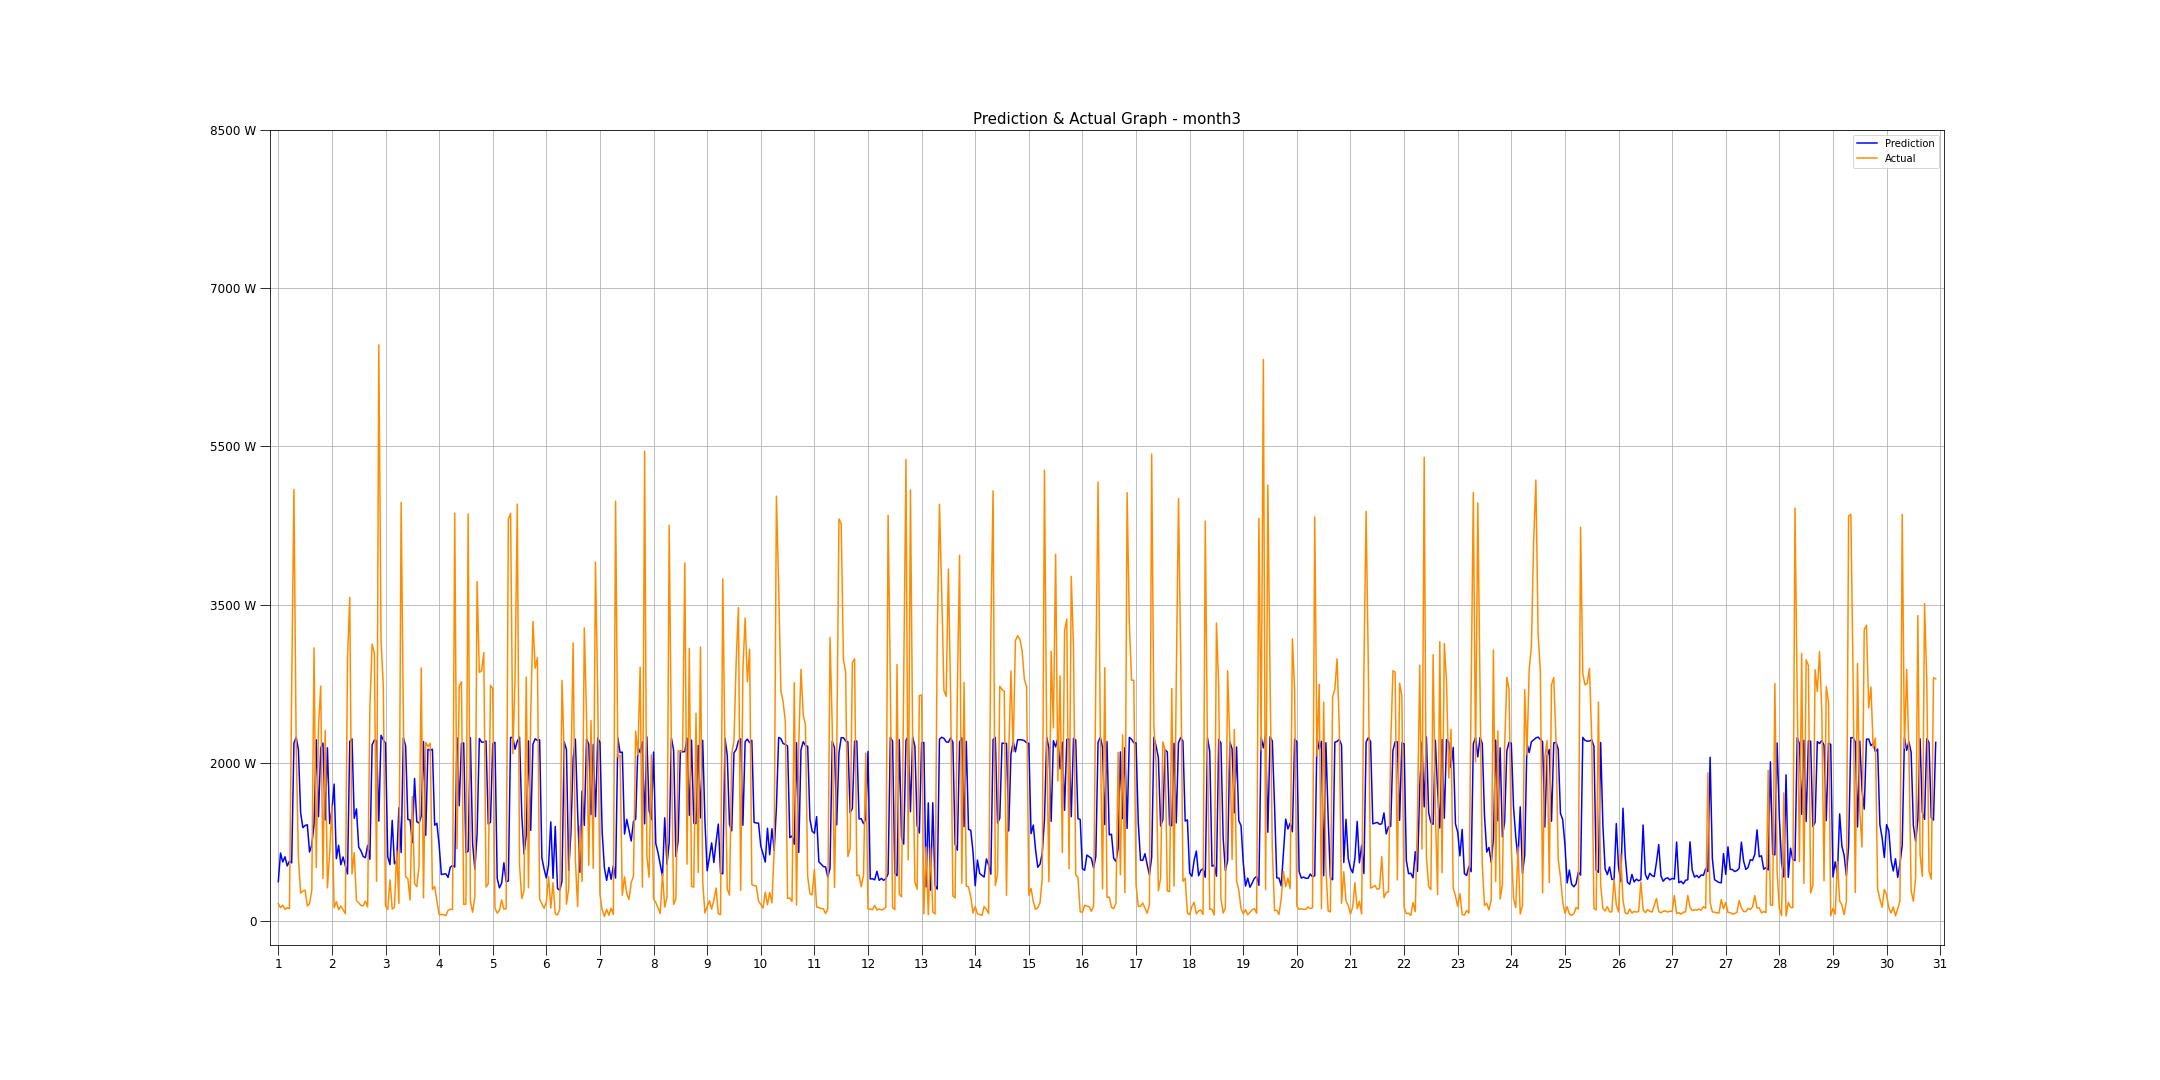 Prediction & Actual Graph - month3
8500 W
7000 W
5500 W
3500 W
2000 W
0
Prediction
Actual
1 2 3 4 5 6 7 8 9 10 11 12 13 14 15 16 17 18 19 20 21 22 23 24 25 26 27 27 28 29 30 31